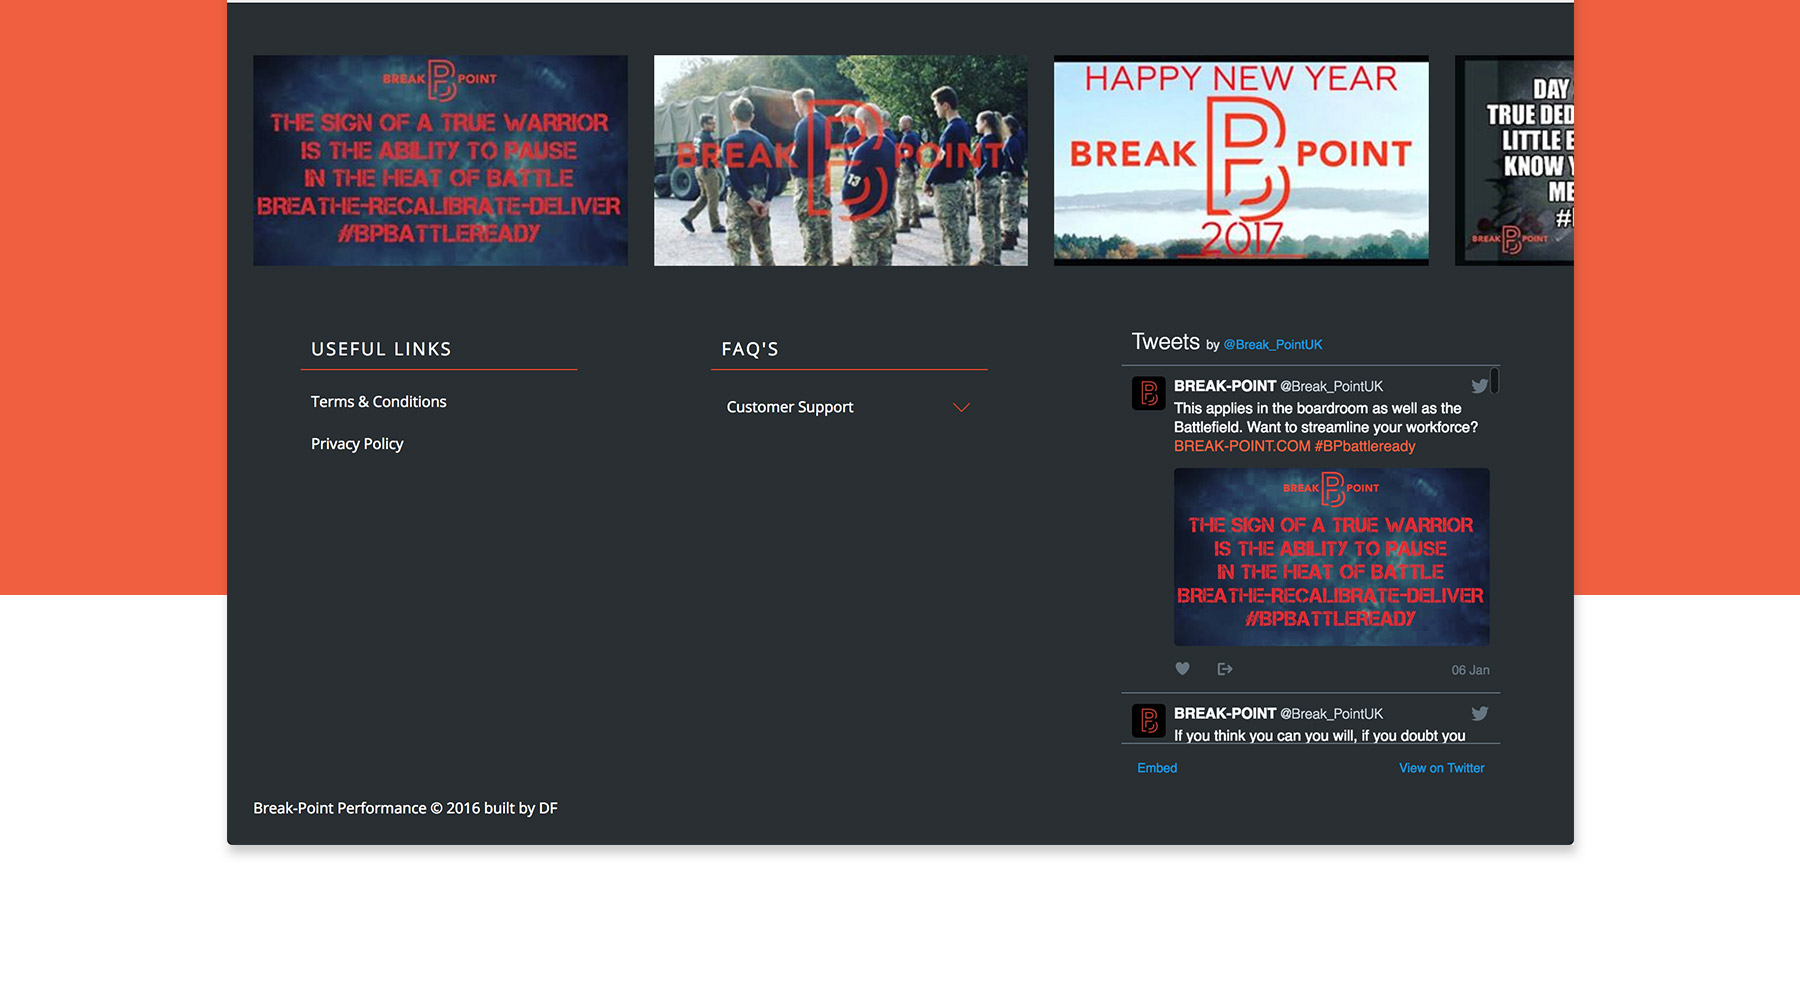 BREAK POINT
THE SIGN OF A TRUE WARRIOR
IS THE ABILITY TO PAUSE
IN THE HEAT OF BATTLE
BREATHE-RECALIBRATE-DELIVER
#BPBATTLEREADY
BREAK POINT
13
HAPPY NEW YEAR
BREAK POINT
2017
DAY
TRUE DED
LITTLE E
KNOW Y
ME
#
BREAK POINT
USEFUL LINKS
Terms & Conditions
Privacy Policy
FAQ'S
Customer Support
Tweets by @Break_PointUK
BREAK-POINT @Break_PointUK
This applies in the boardroom as well as the
Battlefield. Want to streamline your workforce?
BREAK-POINT.COM #BPbattleready
BREAK POINT
THE SIGN OF A TRUE WARRIOR
IS THE ABILITY TO PAUSE
IN THE HEAT OF BATTLE
BREATHE-RECALIBRATE-DELIVER
#BPBATTLEREADY
06 Jan
BREAK-POINT @Break_PointUK
If you think you can you will, if you doubt you
Embed
View on Twitter
Break-Point Performance © 2016 built by DF